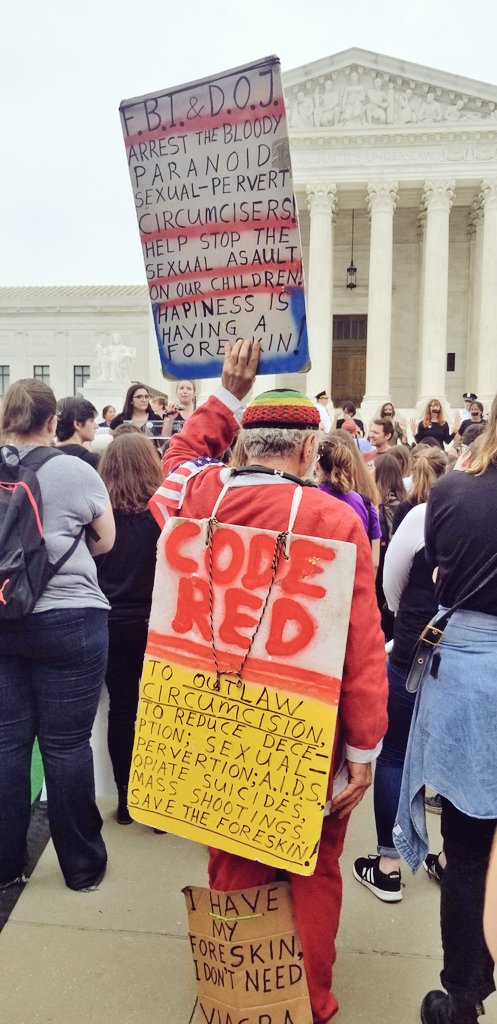 F.B.I. & D.O.J.
ARREST THE BLOODY
PARANOID
SEXUAL-PERVERT
CIRCUMCISERS!
HELP STOP THE
SEXUAL ASAULT
ON OUR CHILDREN!
HAPINESS IS
HAVING A
FORESKIN!
CODE
RED
TO OUTLAW
CIRCUMCISION,
TO REDUCE DECE-
PTION; SEXUAL-
PERVERTION; A.I.D.S.,
OPIATE SUICIDES,
MASS SHOOTINGS,
SAVE THE FORESKIN!
I HAVE
MY
FORESKIN,
I DON'T NEED
VIAGRA